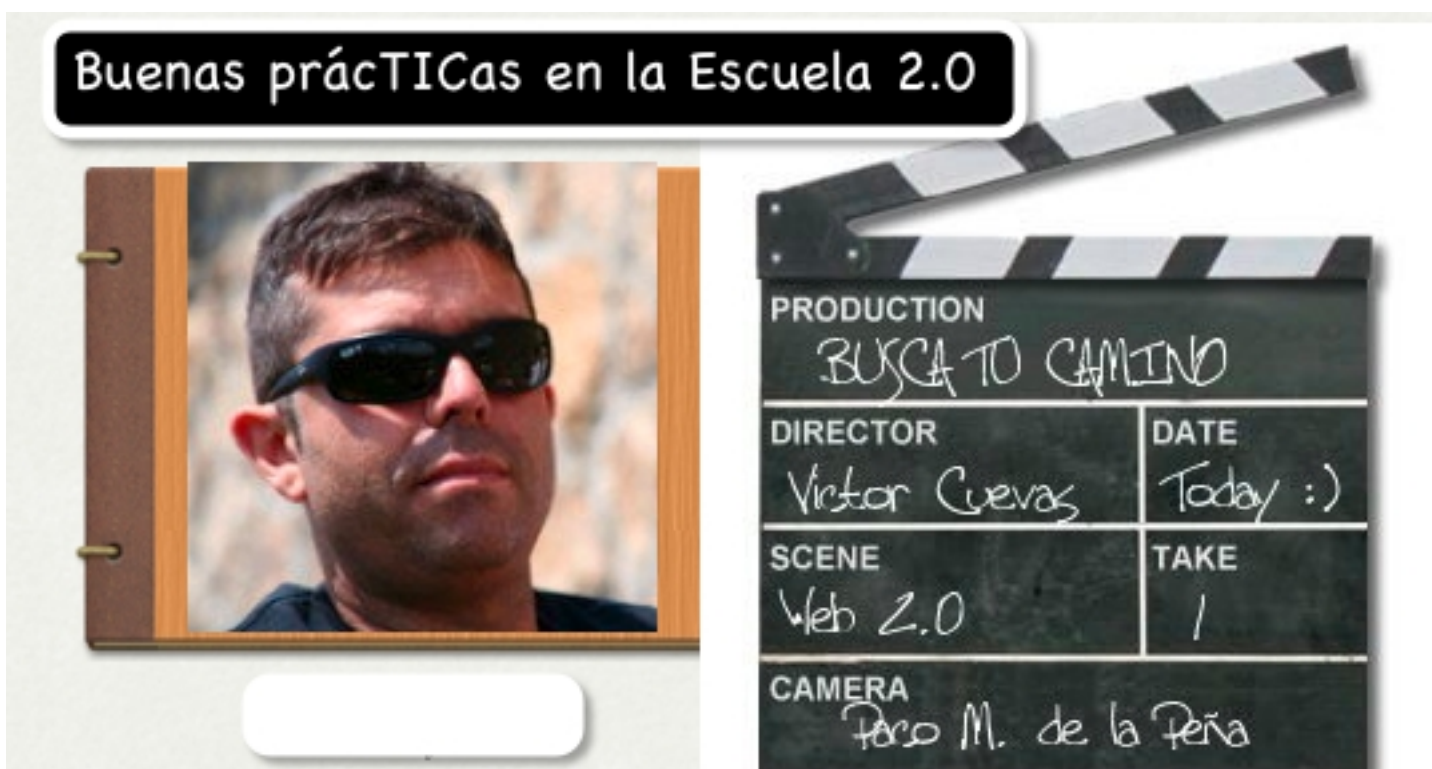 Buenas prácTICas en la Escuela 2.0
PRODUCTION
BUSCA TU CAMINO
DIRECTOR
Victor Cuevas
DATE
Today :)
SCENE
Web 2.0
TAKE
1
CAMERA
Paco M. de la Peña